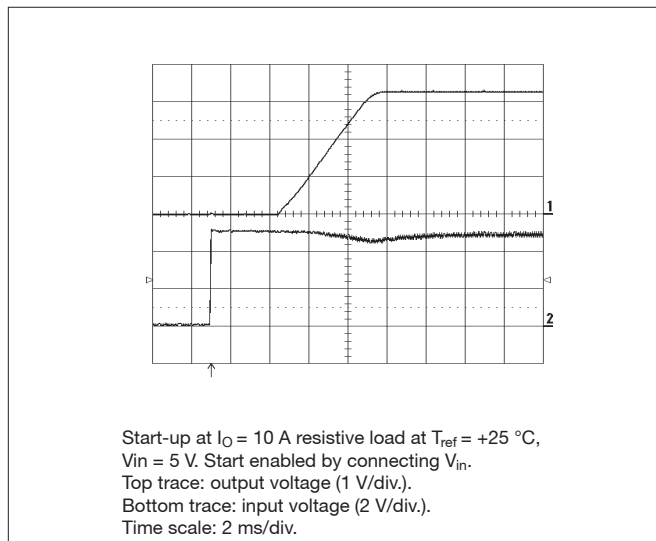 1
2
Start-up at IO = 10 A resistive load at Tref = +25 °C,
Vin = 5 V. Start enabled by connecting Vin.
Top trace: output voltage (1 V/div.).
Bottom trace: input voltage (2 V/div.).
Time scale: 2 ms/div.